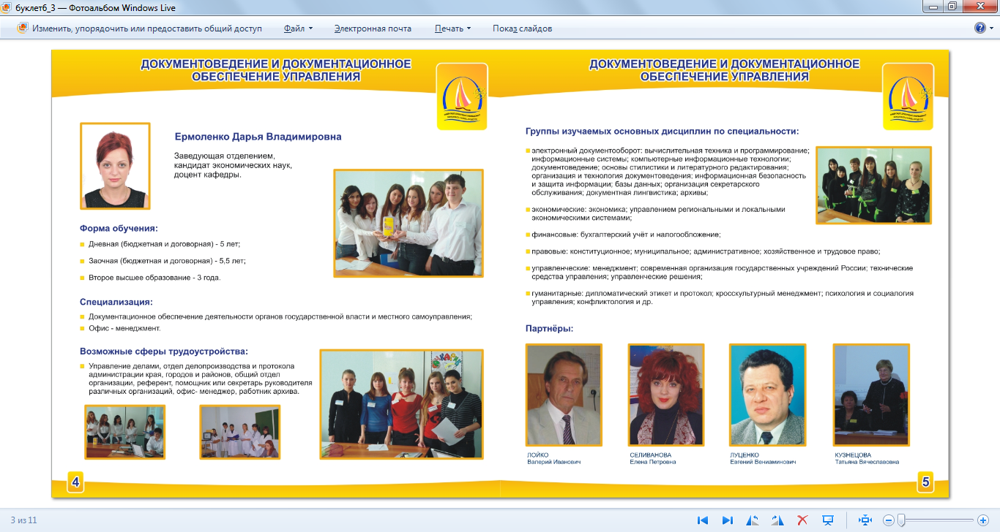 буклет6_3 — Фотоальбом Windows Live
Изменить, упорядочить или предоставить общий доступ
Файл
Электронная почта
Печать
Показ слайдов
ДОКУМЕНТОВЕДЕНИЕ И ДОКУМЕНТАЦИОННОЕ
ОБЕСПЕЧЕНИЕ УПРАВЛЕНИЯ
Ермоленко Дарья Владимировна
Заведующая отделением,
кандидат экономических наук,
доцент кафедры.
Форма обучения:
Дневная (бюджетная и договорная) - 5 лет;
Заочная (бюджетная и договорная) - 5,5 лет;
Второе высшее образование - 3 года.
Специализация:
Документационное обеспечение деятельности органов государственной власти и местного самоуправления;
Офис - менеджмент.
Возможные сферы трудоустройства:
Управление делами, отдел делопроизводства и протокола
администрации края, городов и районов, общий отдел
организации, референт, помощник или секретарь руководителя
различных организаций, офис- менеджер, работник архива.
4
ДОКУМЕНТОВЕДЕНИЕ И ДОКУМЕНТАЦИОННОЕ
ОБЕСПЕЧЕНИЕ УПРАВЛЕНИЯ
Группы изучаемых основных дисциплин по специальности:
электронный документооборот: вычислительная техника и программирование;
информационные системы; компьютерные информационные технологии;
документоведение; основы стилистики и литературного редактирования;
организация и технология документоведения; информационная безопасность
и защита информации; базы данных; организация секретарского
обслуживания; документная лингвистика; архивы;
экономические: экономика; управлением региональными и локальными
экономическими системами;
финансовые: бухгалтерский учёт и налогообложение;
правовые: конституционное; муниципальное; административное; хозяйственное и трудовое право;
управленческие: менеджмент; современная организация государственных учреждений России; технические
средства управления; управленческие решения;
гуманитарные: дипломатический этикет и протокол; кросскультурный менеджмент; психология и социалогия
управления; конфликтология и др.
Партнёры:
ЛОЙКО
Валерий Иванович
СЕЛИВАНОВА
Елена Петровна
ЛУЦЕНКО
Евгений Вениаминович
КУЗНЕЦОВА
Татьяна Вячеславовна
5
3 из 11